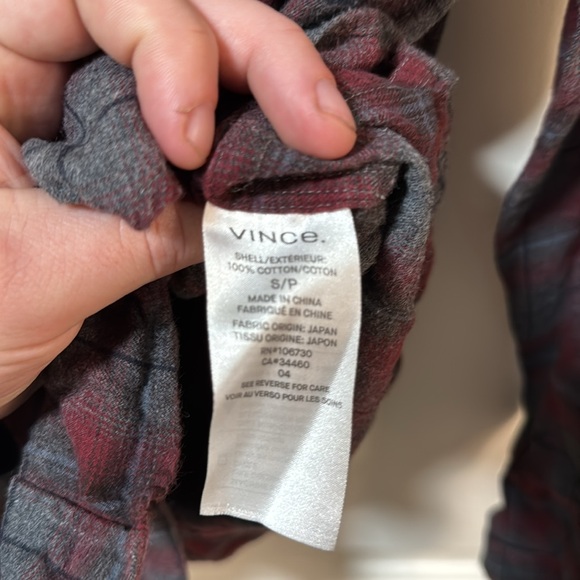 VINCE.
SHELL/EXTÉRIEUR:
100% COTTON/COTON
S/P
MADE IN CHINA
FABRIQUÉ EN CHINE
FABRIC ORIGIN: JAPAN
TISSU ORIGINE: JAPON
RN#106730
CA#34460
04
SEE REVERSE FOR CARE
VOIR AU VERSO POUR LES SOINS